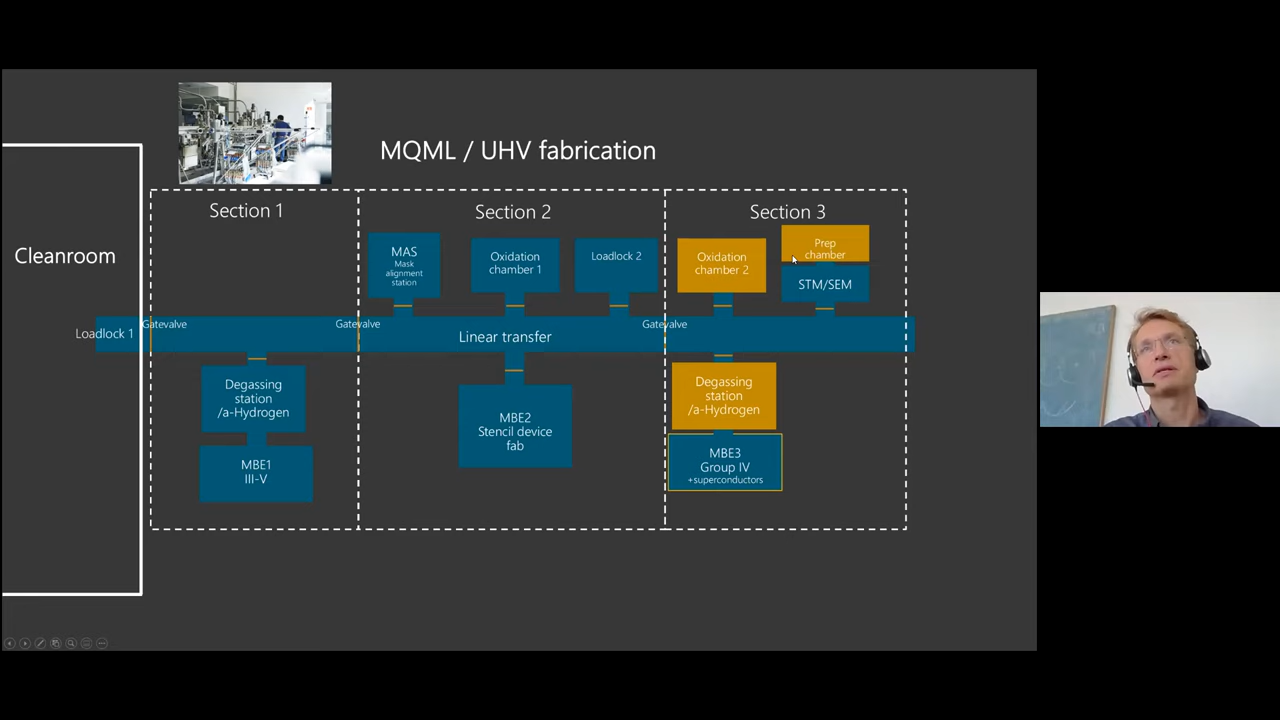 MQML / UHV fabrication
Cleanroom
Section 1
Section 2
Section 3
MAS
Mask
alignment
station
Oxidation
chamber 1
Loadlock 2
Oxidation
chamber 2
Prep
chamber
STM/SEM
Loadlock 1
Gatevalve
Gatevalve
Linear transfer
Gatevalve
Degassing
station
/a-Hydrogen
MBE1
III-V
MBE2
Stencil device
fab
Degassing
station
/a-Hydrogen
MBE3
Group IV
+superconductors